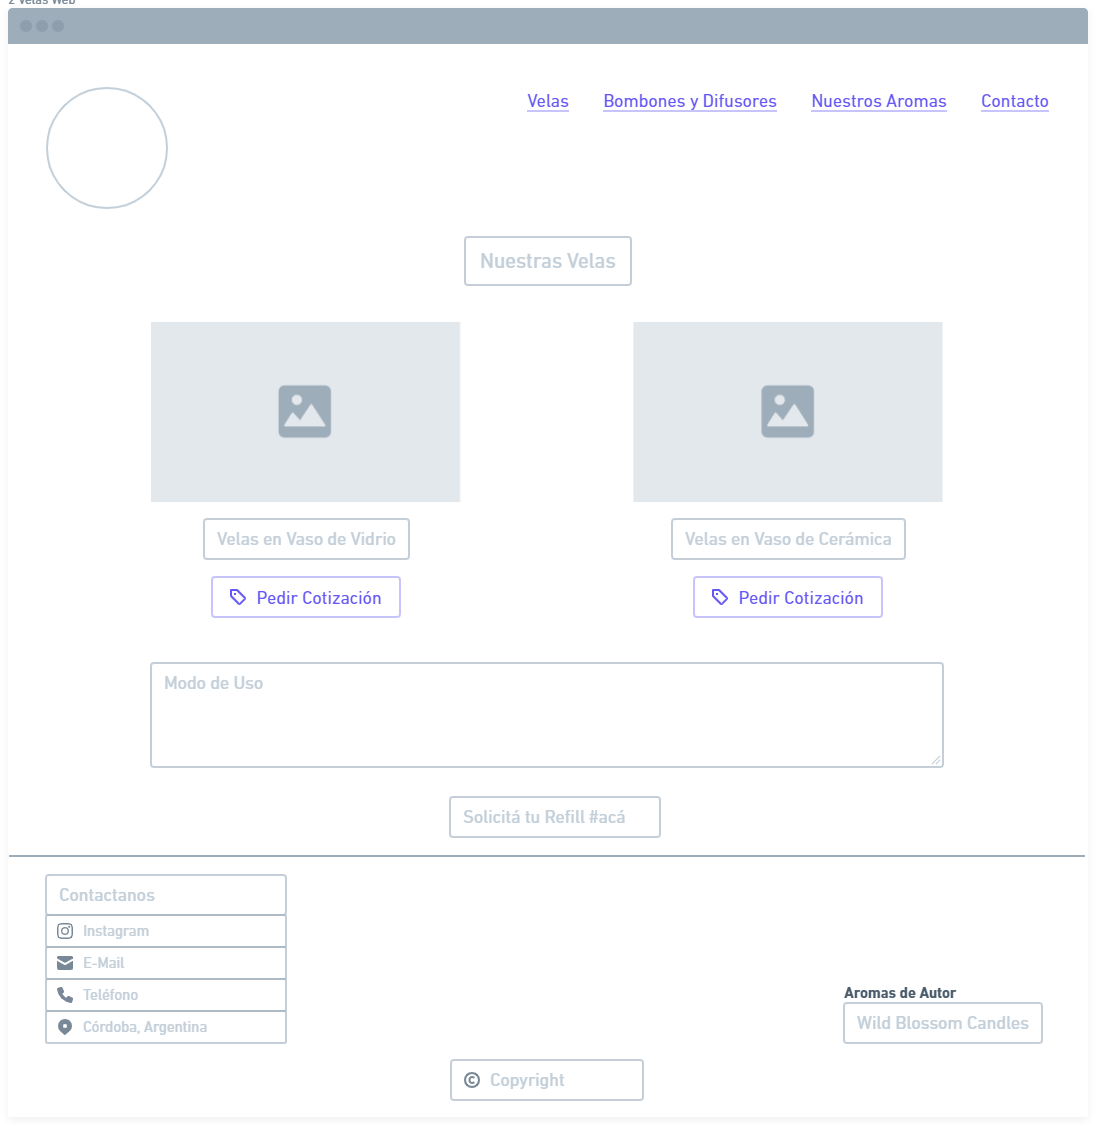 2 Velas Web
Velas
Bombones y Difusores
Nuestros Aromas
Contacto
Nuestras Velas
Velas en Vaso de Vidrio
Velas en Vaso de Cerámica
Pedir Cotización
Pedir Cotización
Modo de Uso
Solicitá tu Refill #acá
Contactanos
Instagram
E-Mail
Teléfono
Córdoba, Argentina
Aromas de Autor
Wild Blossom Candles
© Copyright